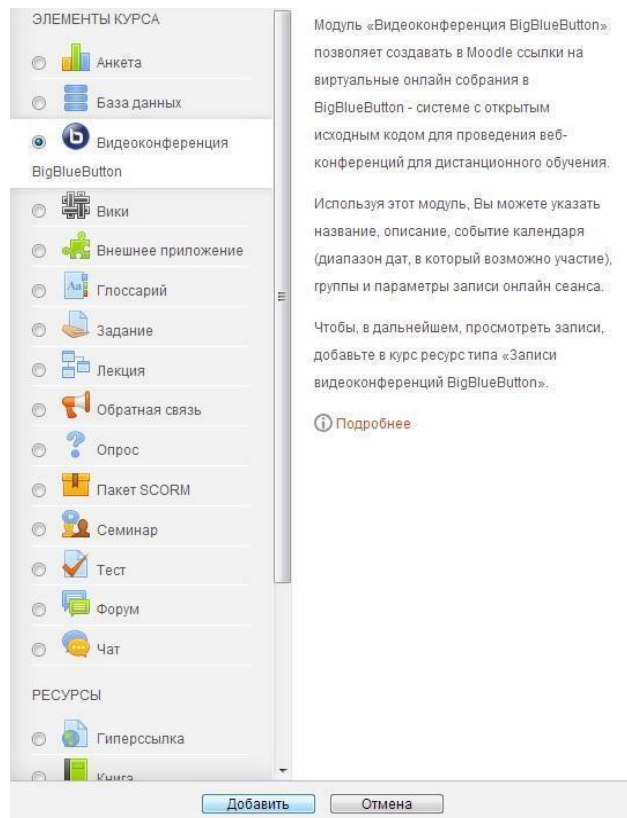 ЭЛЕМЕНТЫ КУРСА
Анкета
База данных
Видеоконференция
BigBlueButton
Вики
Внешнее приложение
Глоссарий
Задание
Лекция
Обратная связь
Опрос
Пакет SCORM
Семинар
Тест
Форум
Чат
РЕСУРСЫ
Гиперссылка
Книга
Модуль «Видеоконференция BigBlueButton»
позволяет создавать в Moodle ссылки на
виртуальные онлайн собрания в
BigBlueButton - системе с открытым
исходным кодом для проведения веб-
конференций для дистанционного обучения.
Используя этот модуль, Вы можете указать
название, описание, событие календаря
(диапазон дат, в который возможно участие),
группы и параметры записи онлайн сеанса.
Чтобы, в дальнейшем, просмотреть записи,
добавьте в курс ресурс типа «Записи
видеоконференций BigBlueButton».
Подробнее
Добавить
Отмена